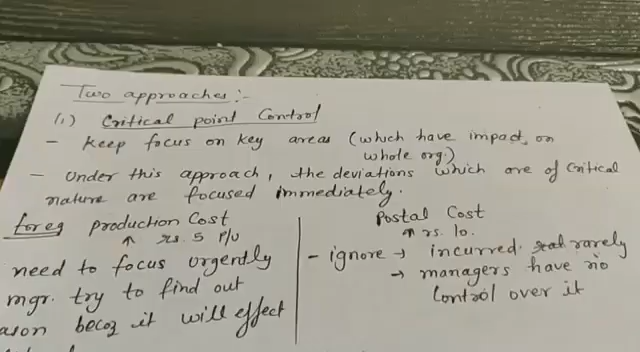 Two approaches:-
(1) Critical point Control
- Keep focus on key areas (which have impact on
whole org.)
- Under this approach, the deviations which are of Critical
nature are focused immediately.
for eg production Cost
↑ rs. 5 P/U
need to focus urgently
mgr. try to find out
ason becoz it will effect
Postal Cost
↑ rs. 10.
- ignore → incurred rarely
→ managers have no
Control over it